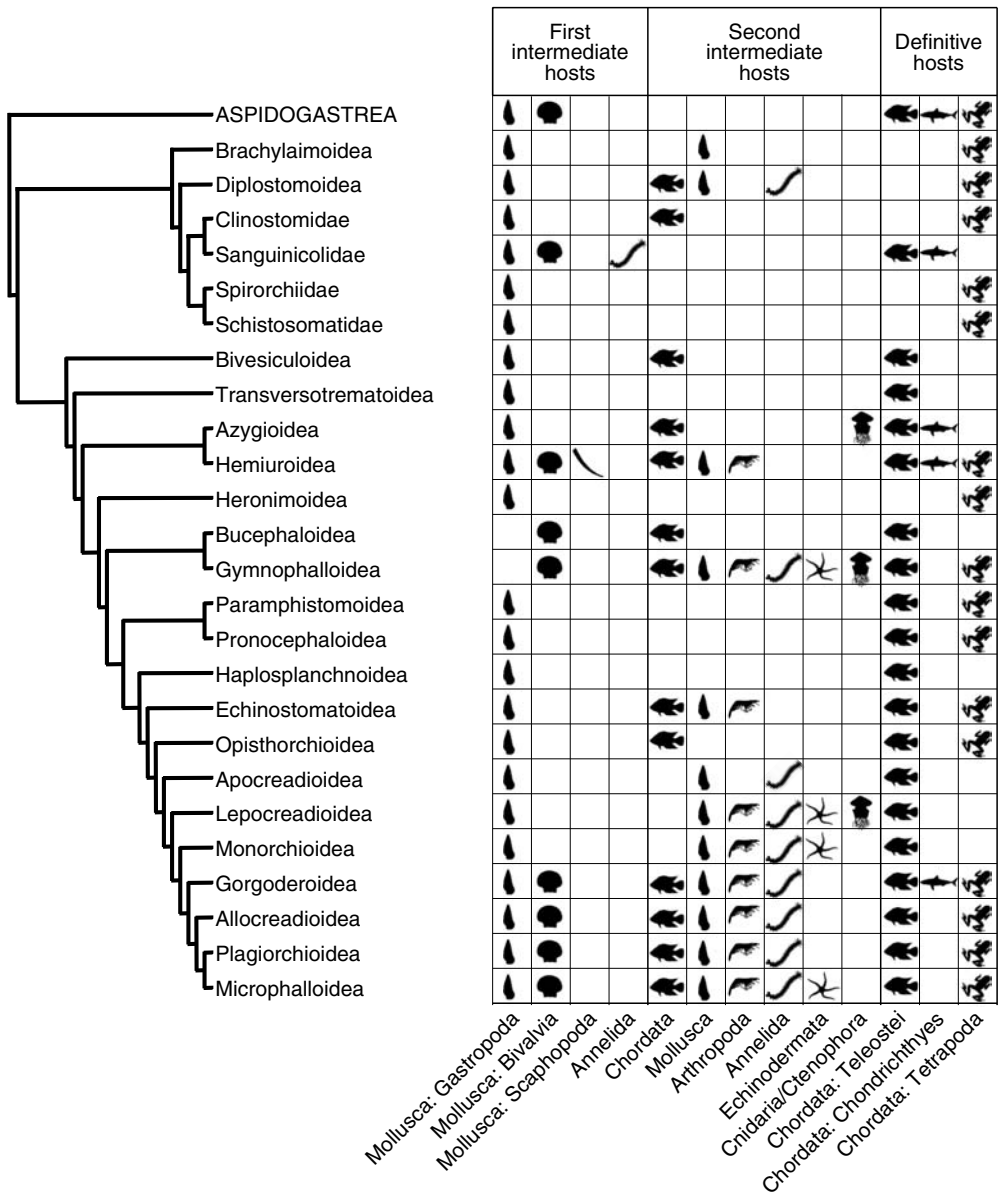 First
intermediate
hosts
Second
intermediate
hosts
Definitive
hosts
ASPIDOGASTREA
Brachylaimoidea
Diplostomoidea
Clinostomidae
Sanguinicolidae
Spirorchiidae
Schistosomatidae
Bivesiculoidea
Transversotrematoidea
Azygioidea
Hemiuroidea
Heronimoidea
Bucephaloidea
Gymnophalloidea
Paramphistomoidea
Pronocephaloidea
Haplosplanchnoidea
Echinostomatoidea
Opisthorchioidea
Apocreadioidea
Lepocreadioidea
Monorchioidea
Gorgoderoidea
Allocreadioidea
Plagiorchioidea
Microphalloidea
Mollusca: Gastropoda
Mollusca: Bivalvia
Mollusca: Scaphopoda
Annelida
Chordata
Mollusca
Arthropoda
Annelida
Echinodermata
Cnidaria/Ctenophora
Chordata: Teleostei
Chordata: Chondrichthyes
Chordata: Tetrapoda